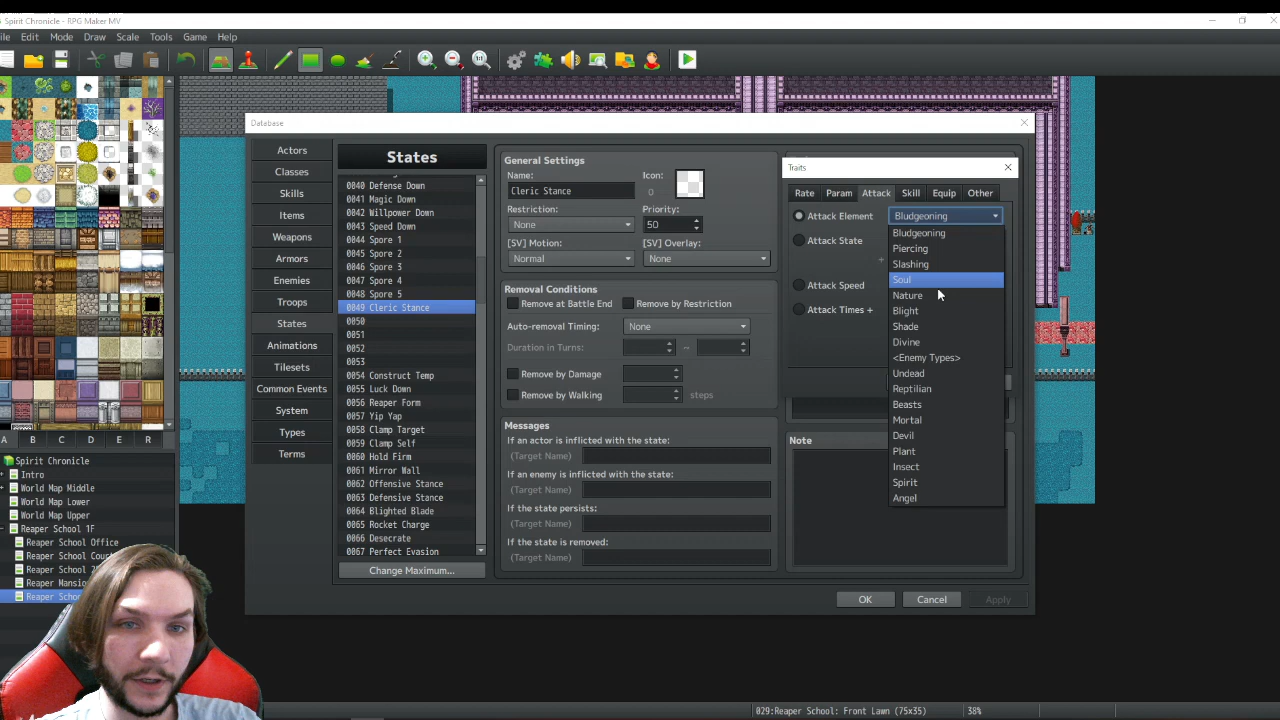 Spirit Chronicle - RPG Maker MV
Edit Mode Draw Scale Tools Game Help
1:1
Database
Actors
Classes
Skills
Items
Weapons
Armors
Enemies
Troops
States
Animations
Tilesets
Common Events
System
Types
Terms
States
0040 Defense Down
0041 Magic Down
0042 Willpower Down
0043 Speed Down
0044 Spore 1
0045 Spore 2
0046 Spore 3
0047 Spore 4
0048 Spore 5
0049 Cleric Stance
0050
0051
0052
0053
0054 Construct Temp
0055 Luck Down
0056 Reaper Form
0057 Yip Yap
0058 Clamp Target
0059 Clamp Self
0060 Hold Firm
0061 Mirror Wall
0062 Offensive Stance
0063 Defensive Stance
0064 Blighted Blade
0065 Rocket Charge
0066 Desecrate
0067 Perfect Evasion
Change Maximum...
General Settings
Name:
Icon:
Cleric Stance
0
Restriction:
Priority:
None
50
[SV] Motion:
[SV] Overlay:
Normal
None
Removal Conditions
Remove at Battle End
Remove by Restriction
Auto-removal Timing:
None
Duration in Turns:
--
Remove by Damage
Remove by Walking
steps
Messages
If an actor is inflicted with the state:
(Target Name)
If an enemy is inflicted with the state:
(Target Name)
If the state persists:
(Target Name)
If the state is removed:
(Target Name)
Traits
Rate Param Attack Skill Equip Other
Attack Element
Bludgeoning
Attack State
+
Attack Speed
Attack Times +
Bludgeoning
Piercing
Slashing
Soul
Nature
Blight
Shade
Divine
<Enemy Types>
Undead
Reptilian
Beasts
Mortal
Devil
Plant
Insect
Spirit
Angel
Note
OK
Cancel
Apply
A B C D E R
Spirit Chronicle
Intro
World Map Middle
World Map Lower
World Map Upper
Reaper School 1F
Reaper School Office
Reaper School
Reaper School
Reaper
Reaper
029:Reaper School: Front Lawn (75x35)
38%